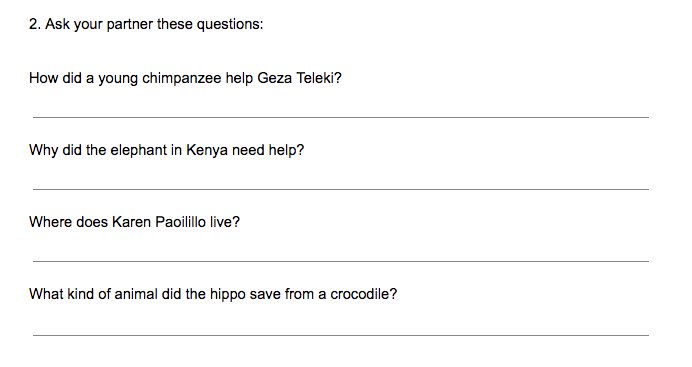 2. Ask your partner these questions:
How did a young chimpanzee help Geza Teleki?
Why did the elephant in Kenya need help?
Where does Karen Paoilillo live?
What kind of animal did the hippo save from a crocodile?